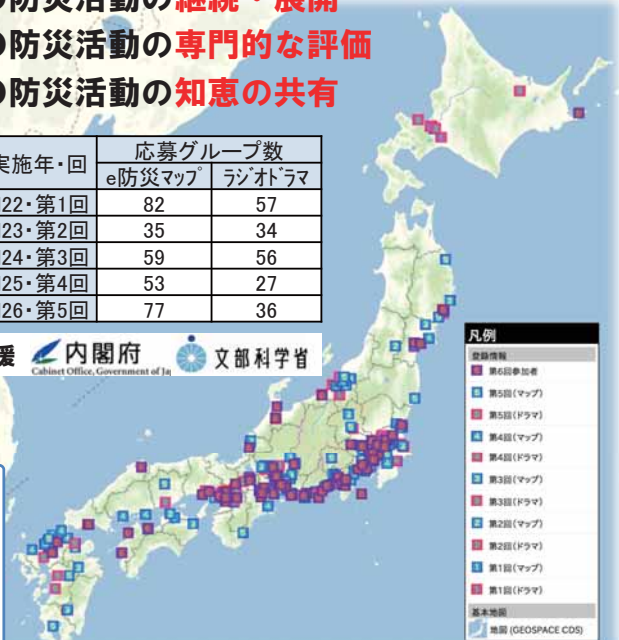 の防災活動の継続・展開
の防災活動の専門的な評価
の防災活動の知恵の共有
実施年・回 応募グループ数
e防災マップ ラジオドラマ
22・第1回 82 57
23・第2回 35 34
24・第3回 59 56
25・第4回 53 27
26・第5回 77 36
援 内閣府 文部科学省
Cabinet Office, Government of Ja
凡例
登録情報
第6回参加者
第5回(マップ)
第5回(ドラマ)
第4回(マップ)
第4回(ドラマ)
第3回(マップ)
第3回(ドラマ)
第2回(マップ)
第2回(ドラマ)
第1回(マップ)
第1回(ドラマ)
基本地図
地図 (GEOSPACE CDS)